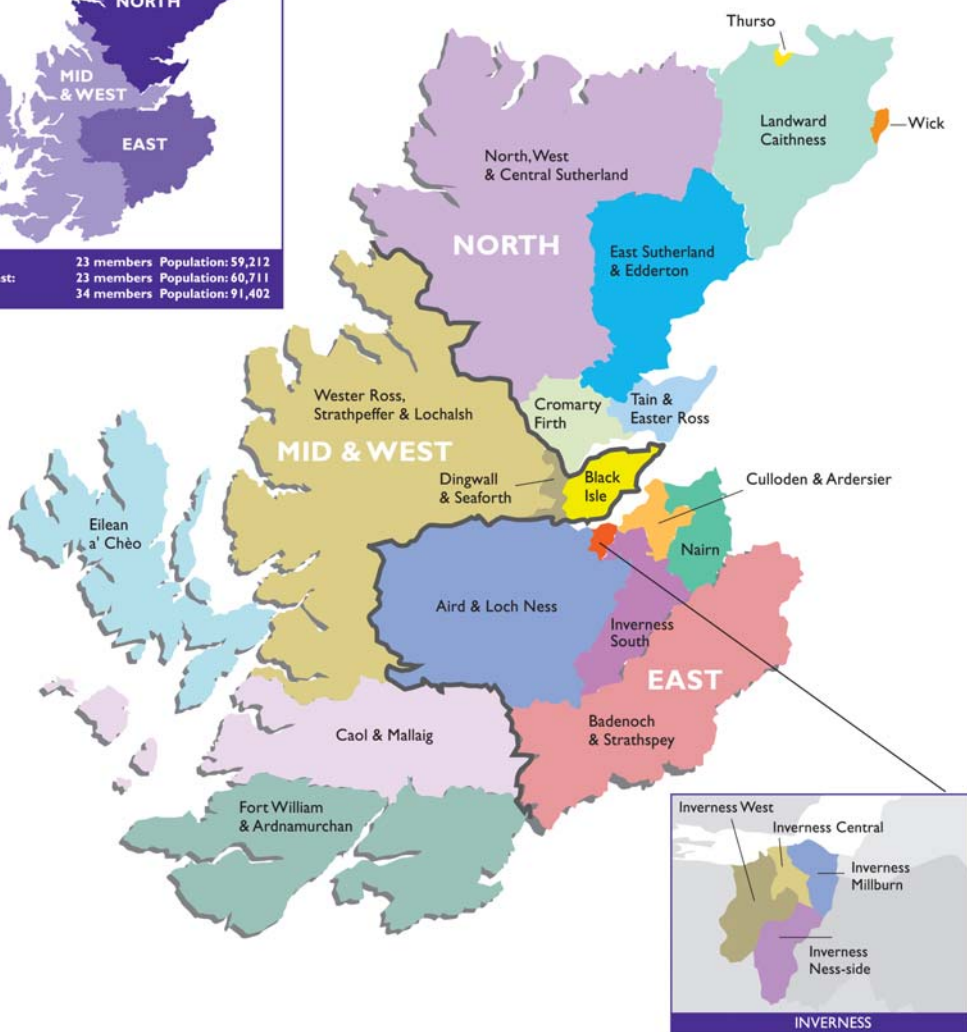 NORTH
MID
& WEST
EAST
23 members Population: 59,212
23 members Population: 60,711
34 members Population: 91,402
Thurso
Landward
Caithness
Wick
North, West
& Central Sutherland
NORTH
East Sutherland
& Edderton
Wester Ross,
Strathpeffer & Lochalsh
Cromarty
Firth
Tain &
Easter Ross
MID & WEST
Dingwall
& Seaforth
Black
Isle
Culloden & Ardersier
Eilean
a' Chèo
Nairn
Aird & Loch Ness
Inverness
South
EAST
Badenoch
& Strathspey
Caol & Mallaig
Fort William
& Ardnamurchan
Inverness West
Inverness Central
Inverness
Millburn
Inverness
Ness-side
INVERNESS